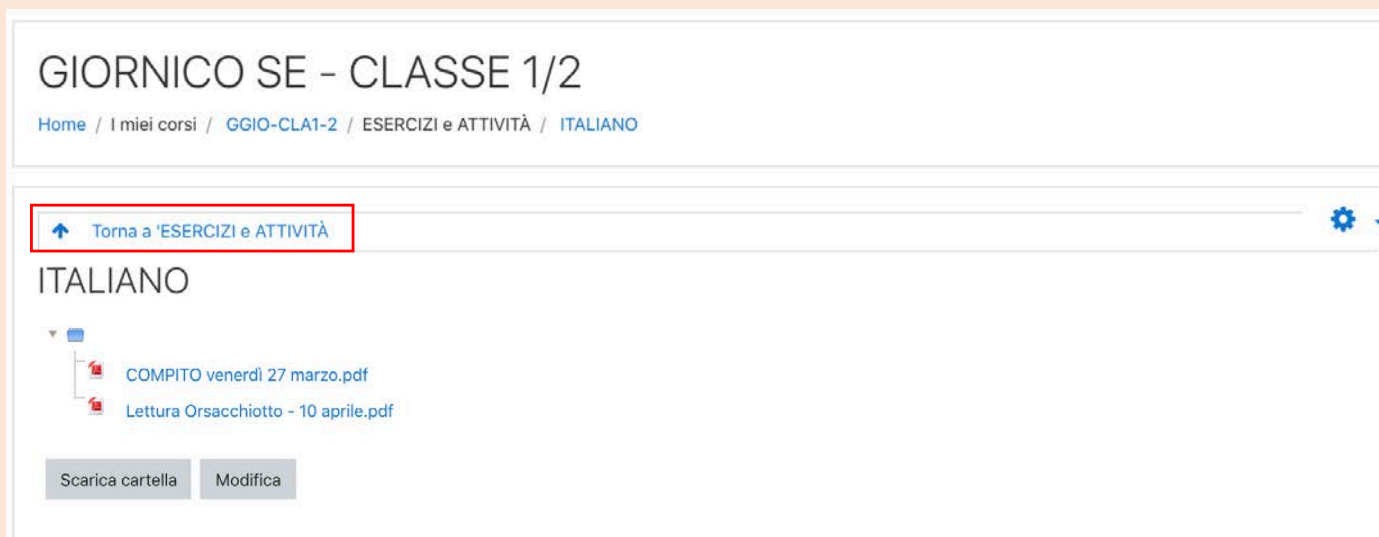 GIORNICO SE - CLASSE 1/2
Home / I miei corsi / GGIO-CLA1-2 / ESERCIZI e ATTIVITÀ / ITALIANO
Torna a 'ESERCIZI e ATTIVITÀ
ITALIANO
COMPITO venerdì 27 marzo.pdf
Lettura Orsacchiotto - 10 aprile.pdf
Scarica cartella Modifica